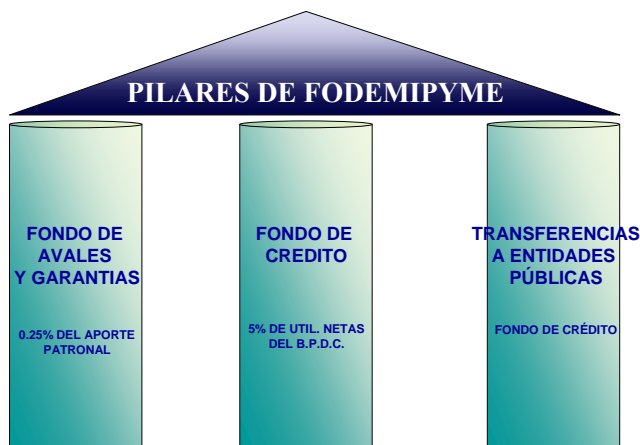 PILARES DE FODEMIPYME
FONDO DE
AVALES
Y GARANTIAS
0.25% DEL APORTE
PATRONAL
FONDO DE
CREDITO
5% DE UTIL. NETAS
DEL B.P.D.C.
TRANSFERENCIAS
A ENTIDADES
PÚBLICAS
FONDO DE CRÉDITO